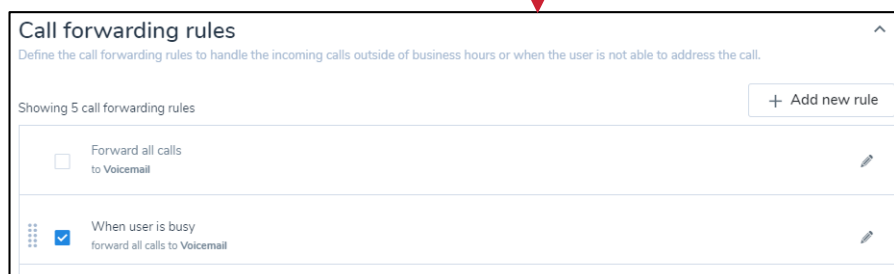 Call forwarding rules
Define the call forwarding rules to handle the incoming calls outside of business hours or when the user is not able to address the call.
Showing 5 call forwarding rules
+ Add new rule
Forward all calls
to Voicemail
When user is busy
forward all calls to Voicemail